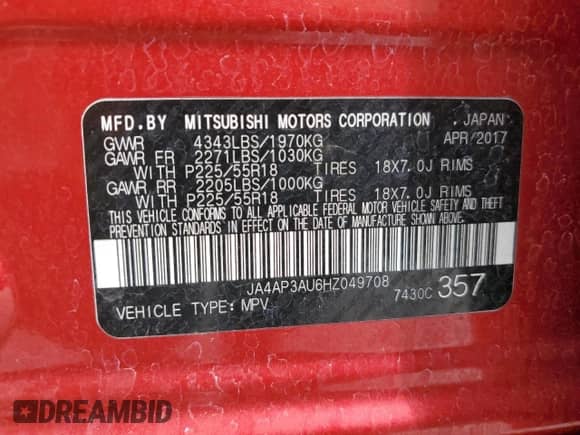 MFD. BY MITSUBISHI MOTORS CORPORATION , JAPAN
GVWR 4343LBS/1970KG APR/2017
GAWR FR 2271LBS/1030KG
WITH P225/55R18 TIRES 18X7.0J RIMS
GAWR RR 2205LBS/1000KG
WITH P225/55R18 TIRES 18X7.0J RIMS
THIS VEHICLE CONFORMS TO ALL APPLICABLE FEDERAL MOTOR VEHICLE SAFETY, BUMPER, AND THEFT
PREVENTION STANDARDS IN EFFECT ON THE DATE OF MANUFACTURE SHOWN ABOVE.
JA4AP3AU6HZ049708
VEHICLE TYPE:MPV 7430C 357
DREAMBID